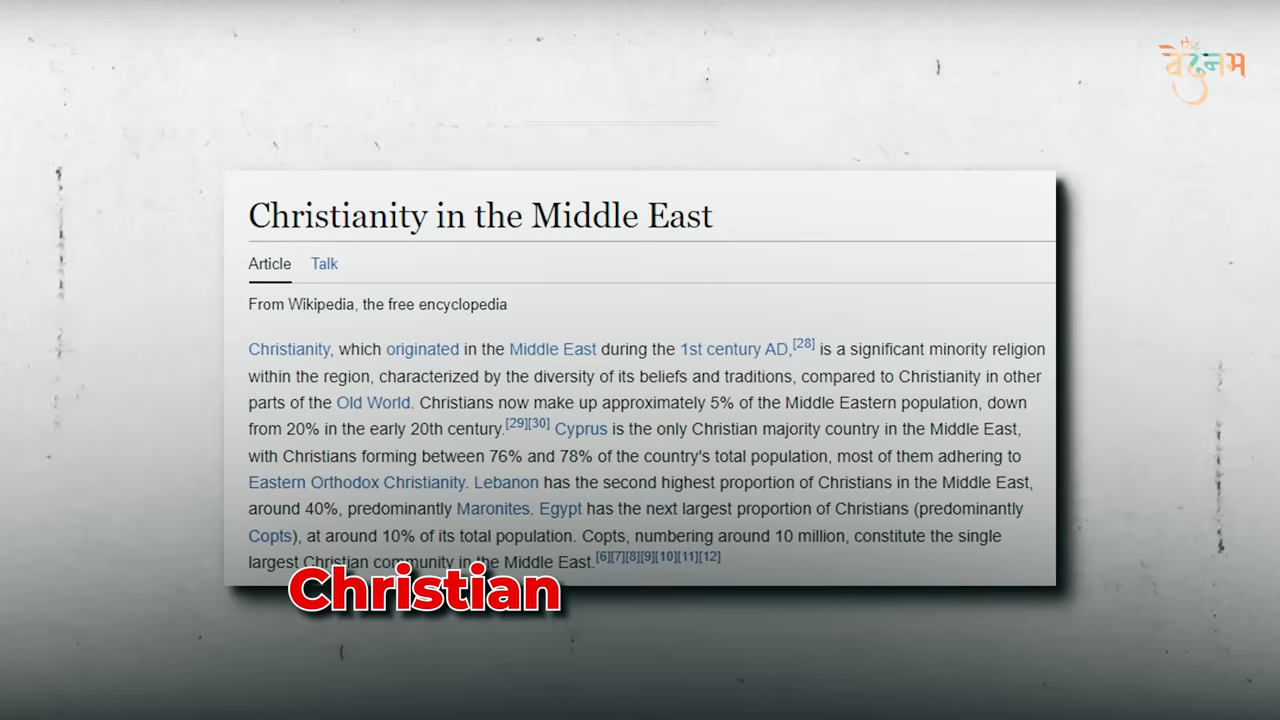 the
वेदनम
Christianity in the Middle East
Article Talk
From Wikipedia, the free encyclopedia
Christianity, which originated in the Middle East during the 1st century AD,[28] is a significant minority religion
within the region, characterized by the diversity of its beliefs and traditions, compared to Christianity in other
parts of the Old World. Christians now make up approximately 5% of the Middle Eastern population, down
from 20% in the early 20th century.[29][30] Cyprus is the only Christian majority country in the Middle East,
with Christians forming between 76% and 78% of the country's total population, most of them adhering to
Eastern Orthodox Christianity. Lebanon has the second highest proportion of Christians in the Middle East,
around 40%, predominantly Maronites. Egypt has the next largest proportion of Christians (predominantly
Copts), at around 10% of its total population. Copts, numbering around 10 million, constitute the single
largest Christian community in the Middle East.[6][7][8][9][10][11][12]
Christian